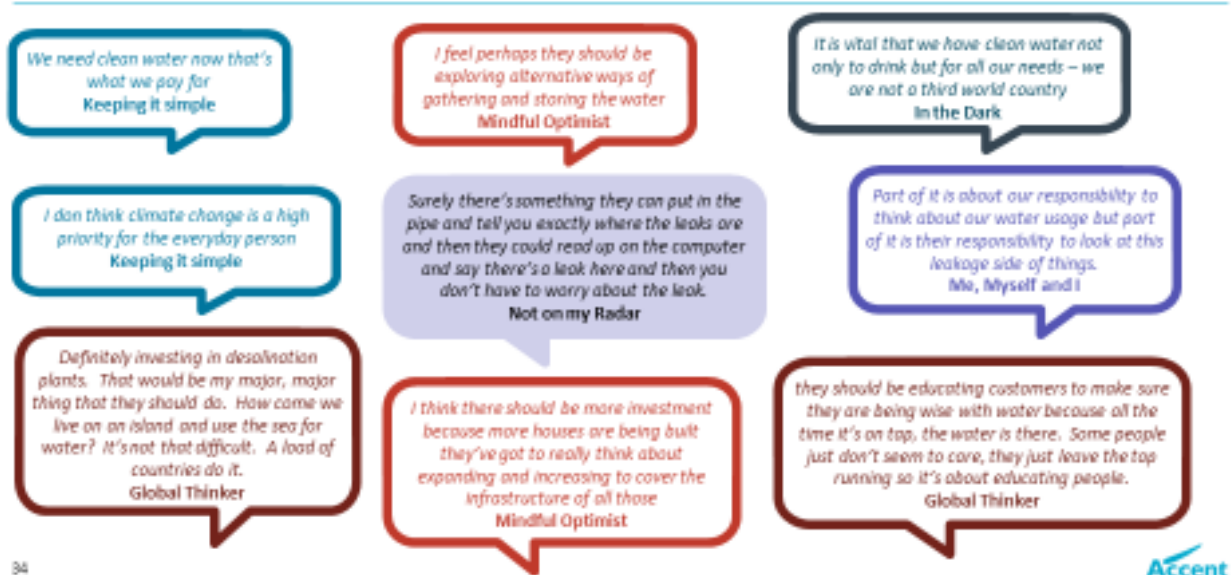 We need clean water now that's
what we pay for
Keeping it simple
I feel perhaps they should be
exploring alternative ways of
gathering and storing the water
Mindful Optimist
It is vital that we have clean water not
only to drink but for all our needs – we
are not a third world country
In the Dark
I don think climate change is a high
priority for the everyday person
Keeping it simple
Surely there's something they can put in the
pipe and tell you exactly where the leaks are
and then they could read up on the computer
and say there's a leak here and then you
don't have to worry about the leak.
Not on my Radar
Part of it is about our responsibility to
think about our water usage but part
of it is their responsibility to look at this
leakage side of things.
Me, Myself and I
Definitely investing in desalination
plants. That would be my major, major
thing that they should do. How come we
live on an island and use the sea for
water? It's not that difficult. A load of
countries do it.
Global Thinker
I think there should be more investment
because more houses are being built
they've got to really think about
expanding and increasing to cover the
infrastructure of all those
Mindful Optimist
they should be educating customers to make sure
they are being wise with water because all the
time it's on tap, the water is there. Some people
just don't seem to care, they just leave the tap
running so it's about educating people.
Global Thinker
34
Accent